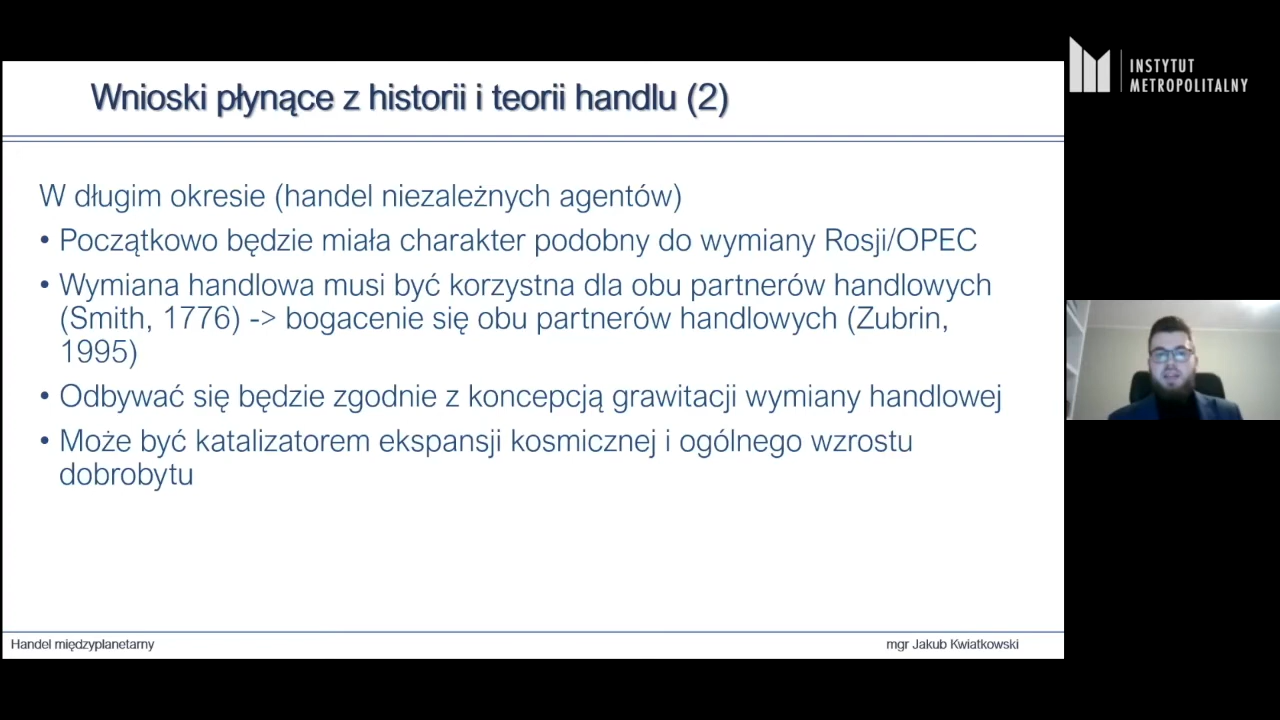 Wnioski płynące z historii i teorii handlu (2)
INSTYTUT
METROPOLITALNY
W długim okresie (handel niezależnych agentów)
• Początkowo będzie miała charakter podobny do wymiany Rosji/OPEC
• Wymiana handlowa musi być korzystna dla obu partnerów handlowych
(Smith, 1776) -> bogacenie się obu partnerów handlowych (Zubrin,
1995)
• Odbywać się będzie zgodnie z koncepcją grawitacji wymiany handlowej
• Może być katalizatorem ekspansji kosmicznej i ogólnego wzrostu
dobrobytu
Handel międzyplanetarny
mgr Jakub Kwiatkowski